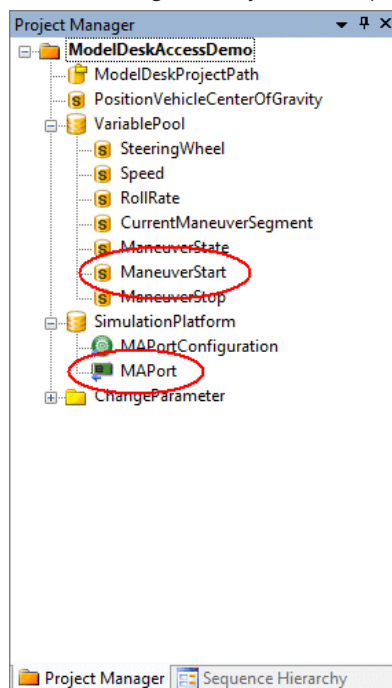 Project Manager
ModelDeskAccessDemo
ModelDeskProjectPath
S PositionVehicleCenterOfGravity
VariablePool
S SteeringWheel
S Speed
S RollRate
S CurrentManeuverSegment
S ManeuverState
S ManeuverStart
S ManeuverStop
SimulationPlatform
MAPortConfiguration
MAPort
ChangeParameter
Project Manager Sequence Hierarchy